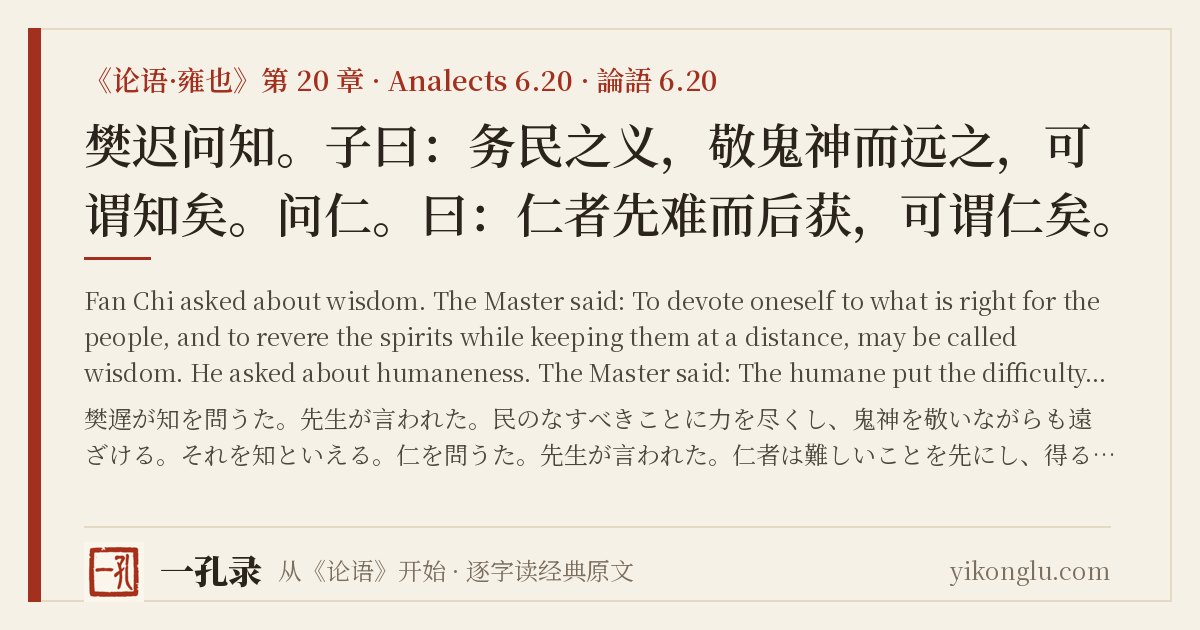 《论语·雍也》第 20 章 · Analects 6.20 · 論語 6.20
樊迟问知。子曰：务民之义，敬鬼神而远之，可
谓知矣。问仁。曰：仁者先难而后获，可谓仁矣。
Fan Chi asked about wisdom. The Master said: To devote oneself to what is right for the
people, and to revere the spirits while keeping them at a distance, may be called
wisdom. He asked about humaneness. The Master said: The humane put the difficulty...
樊遅が知を問うた。先生が言われた。民のなすべきことに力を尽くし、鬼神を敬いながらも遠
ざける。それを知といえる。仁を問うた。先生が言われた。仁者は難しいことを先にし、得る…
一孔
一孔录 从《论语》开始 · 逐字读经典原文 yikonglu.com